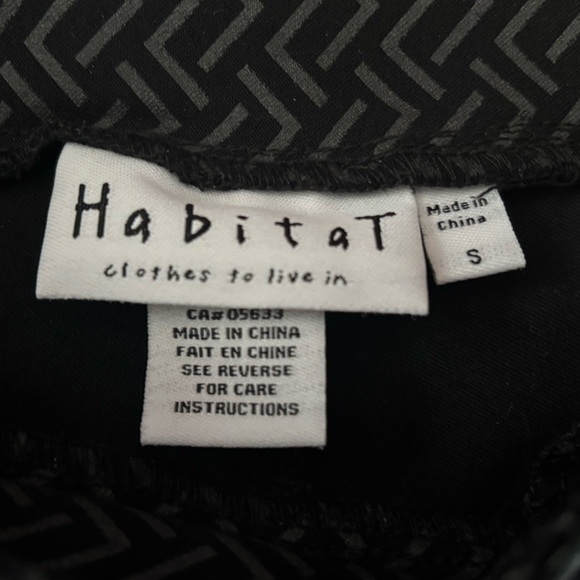 HabitaT
clothes to live in
Made in
China
S
CA# 05633
MADE IN CHINA
FAIT EN CHINE
SEE REVERSE
FOR CARE
INSTRUCTIONS